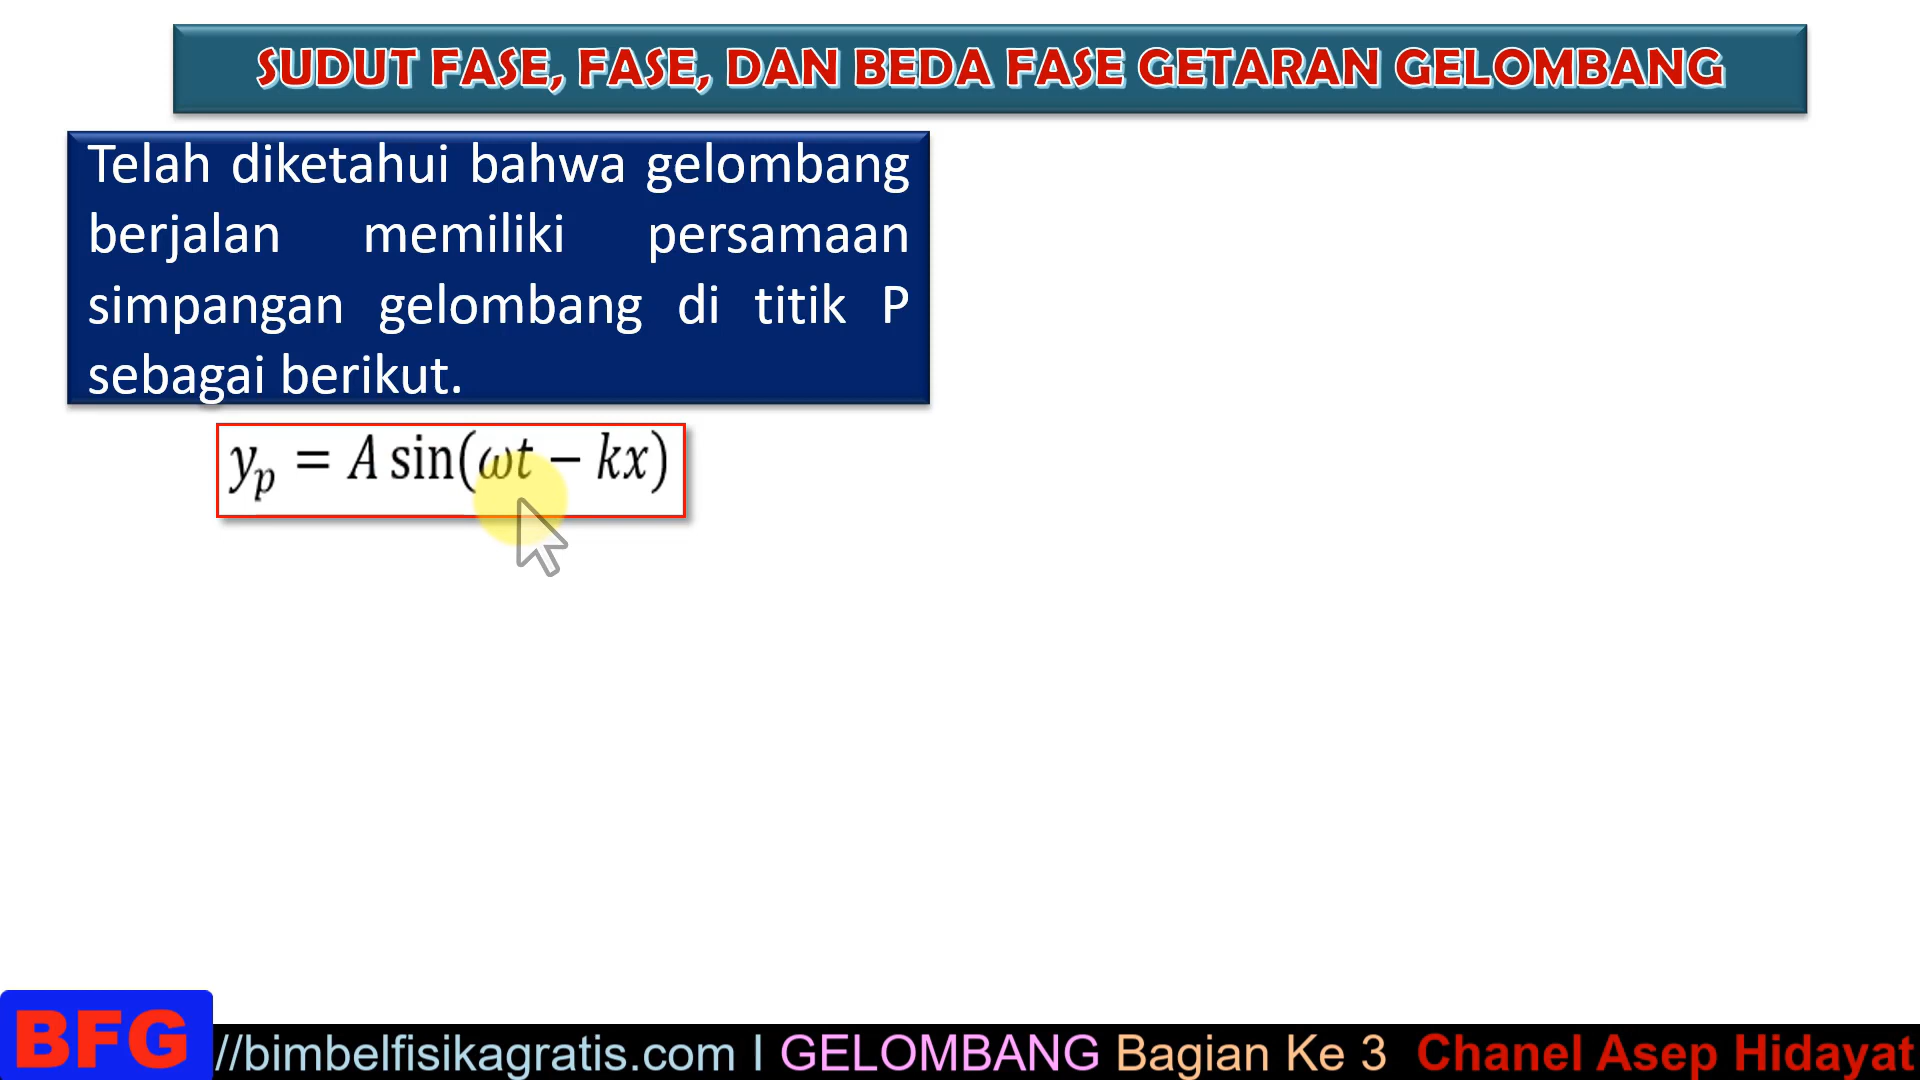 SUDUT FASE, FASE, DAN BEDA FASE GETARAN GELOMBANG
Telah diketahui bahwa gelombang
berjalan memiliki persamaan
simpangan gelombang di titik P
sebagai berikut.
yₚ = A sin(ωt − kx)
BFG //bimbelfisikagratis.com I GELOMBANG Bagian Ke 3 Chanel Asep Hidayat